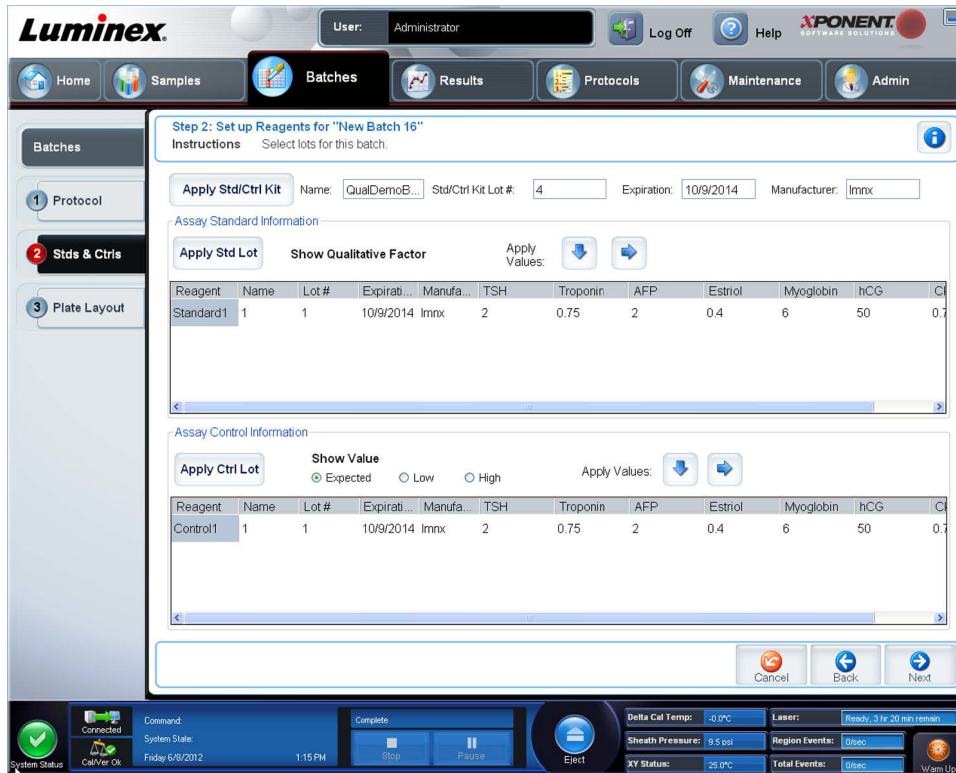 Luminex.
User: Administrator
Log Off
Help
XPONENT.
SOFTWARE SOLUTIONS
Home Samples Batches Results Protocols Maintenance Admin
Batches
1 Protocol
2 Stds & Ctrls
3 Plate Layout
Step 2: Set up Reagents for "New Batch 16"
Instructions Select lots for this batch.
Apply Std/Ctrl Kit Name: QualDemoB... Std/Ctrl Kit Lot #: 4 Expiration: 10/9/2014 Manufacturer: lmnx
Assay Standard Information
Apply Std Lot Show Qualitative Factor Apply Values:
Reagent Name Lot # Expirati... Manufa... TSH Troponin AFP Estriol Myoglobin hCG
Standard1 1 1 10/9/2014 lmnx 2 0.75 2 0.4 6 50 0.7
Assay Control Information
Apply Ctrl Lot
Show Value
Expected Low High
Apply Values:
Reagent Name Lot # Expirati... Manufa... TSH Troponin AFP Estriol Myoglobin hCG
Control1 1 1 10/9/2014 lmnx 2 0.75 2 0.4 6 50 0.7
Cancel Back Next
System Status
Connected
Cal/Ver Ok
Command:
System State:
Friday 6/8/2012 1:15 PM
Complete
Stop Pause
Eject
Delta Cal Temp: -0.0°C Laser: Ready, 3 hr 20 min remain
Sheath Pressure: 9.5 psi Region Events: 0/sec
XY Status: 25.0°C Total Events: 0/sec
Warm Up